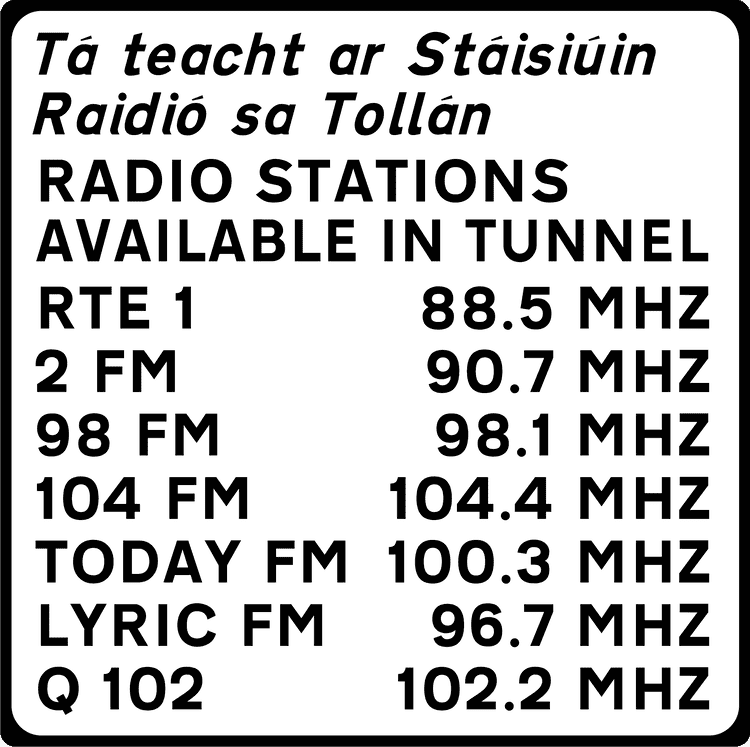 Tá teacht ar Stáisiúin
Raidió sa Tollán
RADIO STATIONS
AVAILABLE IN TUNNEL
RTE 1 88.5 MHZ
2 FM 90.7 MHZ
98 FM 98.1 MHZ
104 FM 104.4 MHZ
TODAY FM 100.3 MHZ
LYRIC FM 96.7 MHZ
Q 102 102.2 MHZ